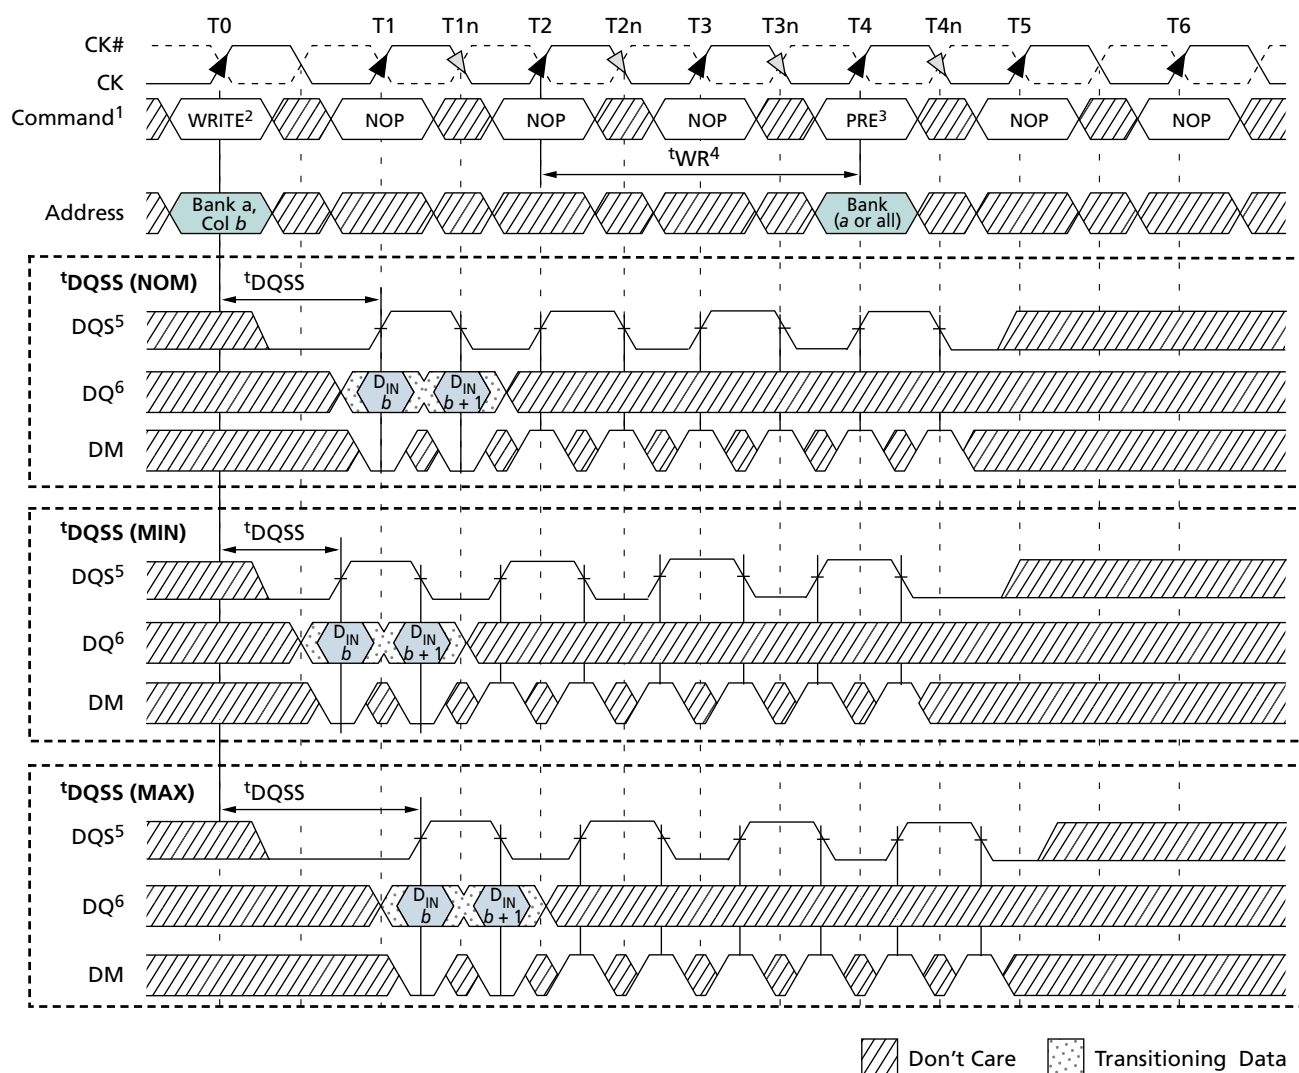 T0 T1 T1n T2 T2n T3 T3n T4 T4n T5 T6
CK#
CK
Command1 WRITE2 NOP NOP NOP PRE3 NOP NOP
tWR4
Address Bank a, Bank
Col b (a or all)
tDQSS (NOM) tDQSS
DQS5
DQ6 DIN DIN
b b + 1
DM
tDQSS (MIN) tDQSS
DQS5
DQ6 DIN DIN
b b + 1
DM
tDQSS (MAX) tDQSS
DQS5
DQ6 DIN DIN
b b + 1
DM
Don't Care Transitioning Data